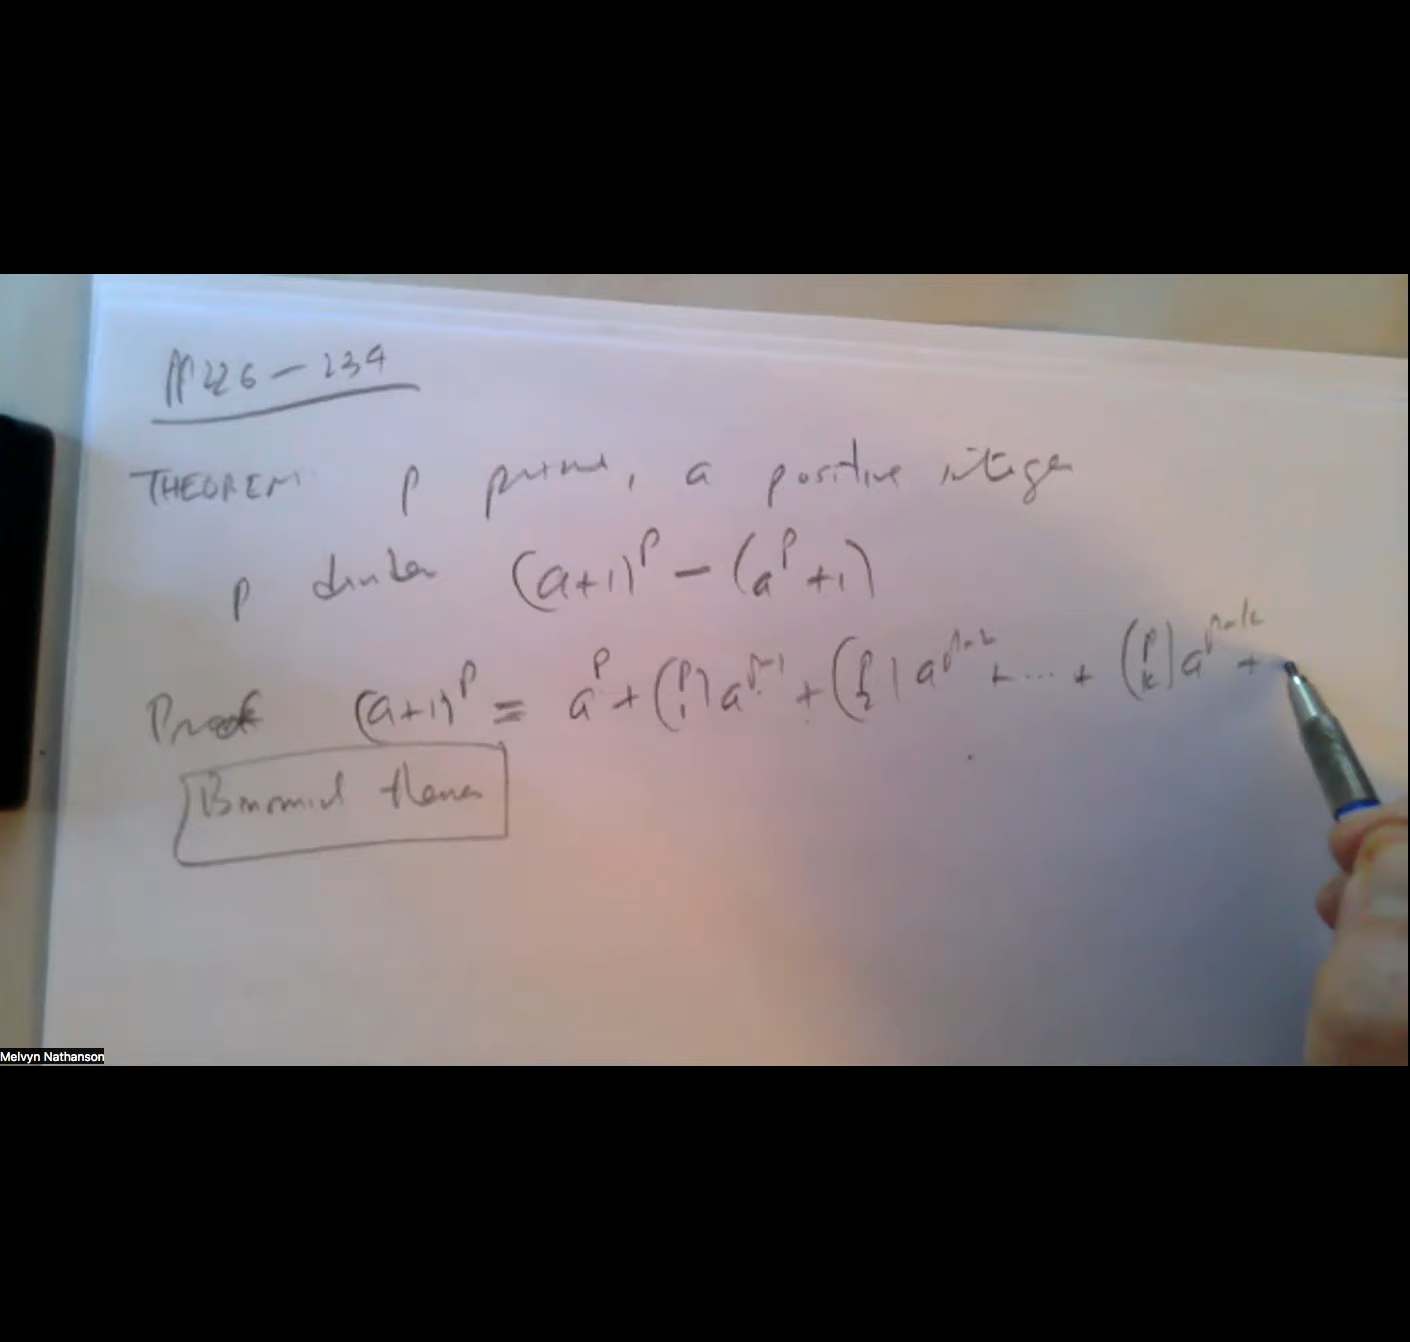 pp 226 - 234
THEOREM p prime, a positive integer
p divides (a+1)^p - (a^p + 1)
Proof (a+1)^p = a^p + (p 1) a^{p-1} + (p 2) a^{p-2} + ... + (p k) a^{p-k} +
Binomial theorem
Melvyn Nathanson